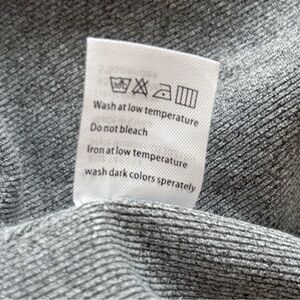 Wash at low temperature
Do not bleach
Iron at low temperature
wash dark colors sperately